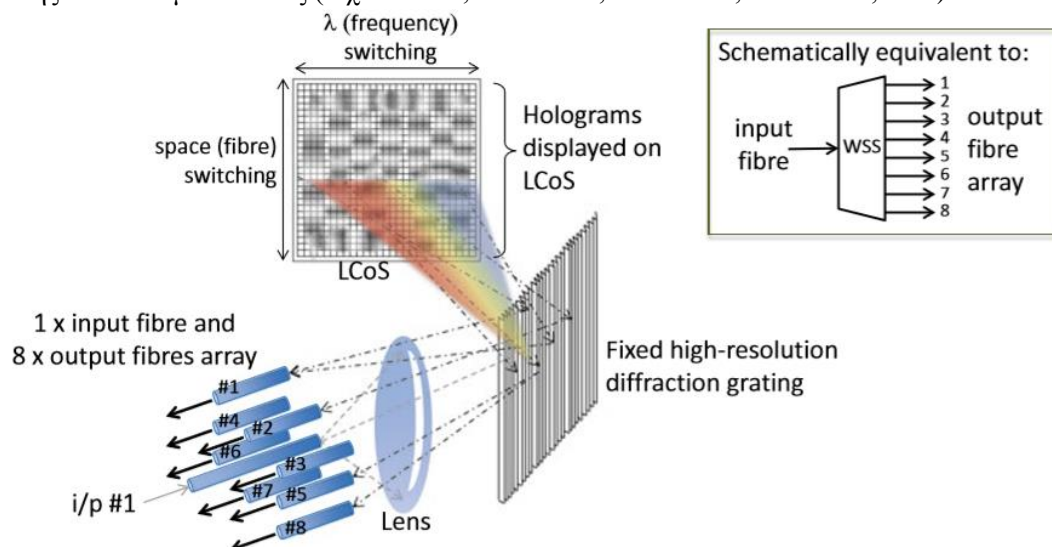 λ (frequency)
switching
space (fibre)
switching
Holograms
displayed on
LCoS
LCoS
Schematically equivalent to:
input
fibre
WSS
1
2
3
4
5
6
7
8
output
fibre
array
1 x input fibre and
8 x output fibres array
#1
#4
#2
#6
#3
#7
#5
#8
i/p #1
Lens
Fixed high-resolution
diffraction grating